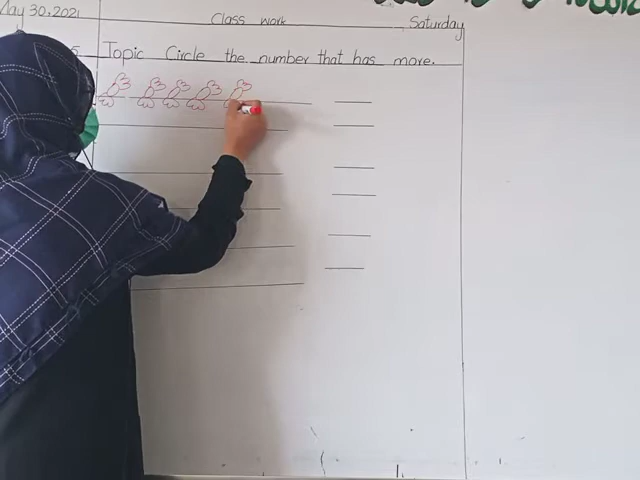 May 30, 2021 Class work Saturday
Topic Circle the number that has more.